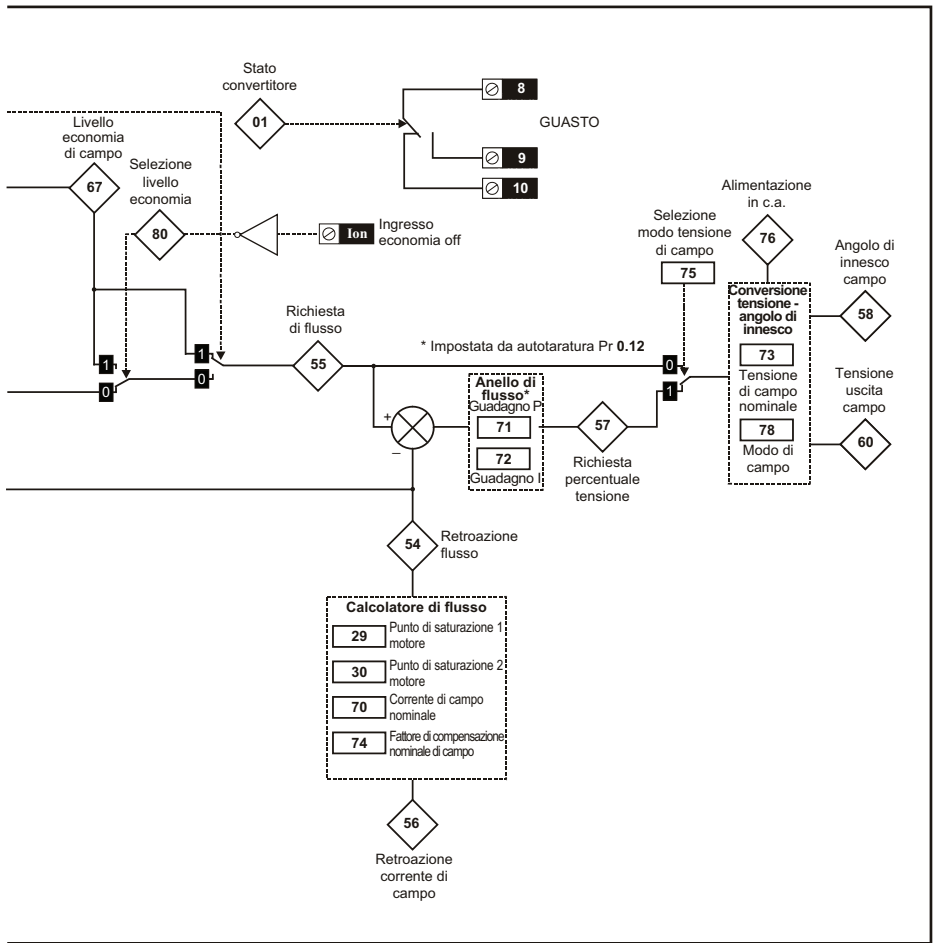 Stato
convertitore
01
8
GUASTO
9
10
Livello
economia
di campo
67
Selezione
livello
economia
80
Ion
Ingresso
economia off
Selezione
modo tensione
di campo
75
Alimentazione
in c.a.
76
Angolo di
innesco
campo
58
Conversione
tensione -
angolo di
innesco
73
Tensione
di campo
nominale
78
Modo di
campo
Tensione
uscita
campo
60
1
0
1
0
Richiesta
di flusso
55
* Impostata da autotaratura Pr 0.12
0
1
+
–
Anello di
flusso*
Guadagno P
71
72
Guadagno I
57
Richiesta
percentuale
tensione
54
Retroazione
flusso
Calcolatore di flusso
29
Punto di saturazione 1
motore
30
Punto di saturazione 2
motore
70
Corrente di campo
nominale
74
Fattore di compensazione
nominale di campo
56
Retroazione
corrente di
campo